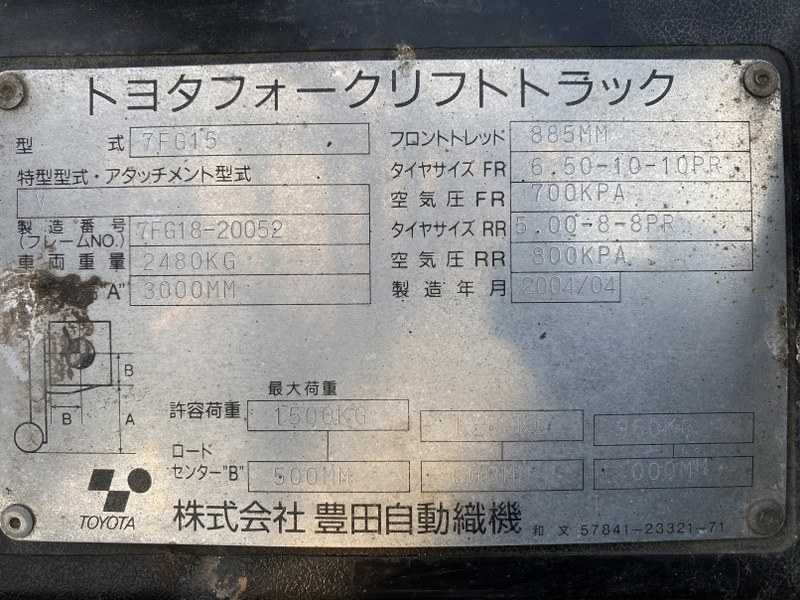 トヨタフォークリフトトラック
型式 7FG15
特型型式・アタッチメント型式
V
製造番号 (フレームNO.) 7FG18-20052
車両重量 2480KG
"A" 3000MM
フロントトレッド 885MM
タイヤサイズ FR 6.50-10-10PR
空気圧 FR 700KPA
タイヤサイズ RR 5.00-8-8PR
空気圧 RR 800KPA
製造年月 2004/04
B
B A
最大荷重
許容荷重 1500KG
ロードセンター"B" 500MM
TOYOTA 株式会社 豊田自動織機 和文 57841-23321-71